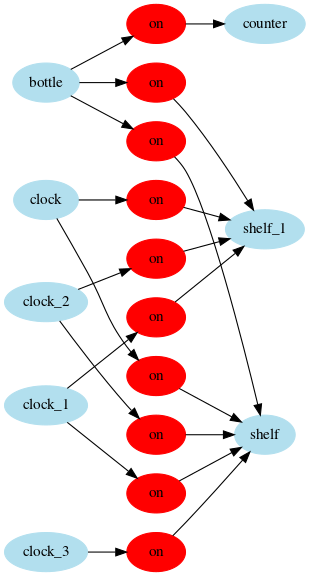 on
counter
bottle
on
on
clock
on
shelf_1
on
clock_2
on
on
clock_1
on
shelf
on
clock_3
on